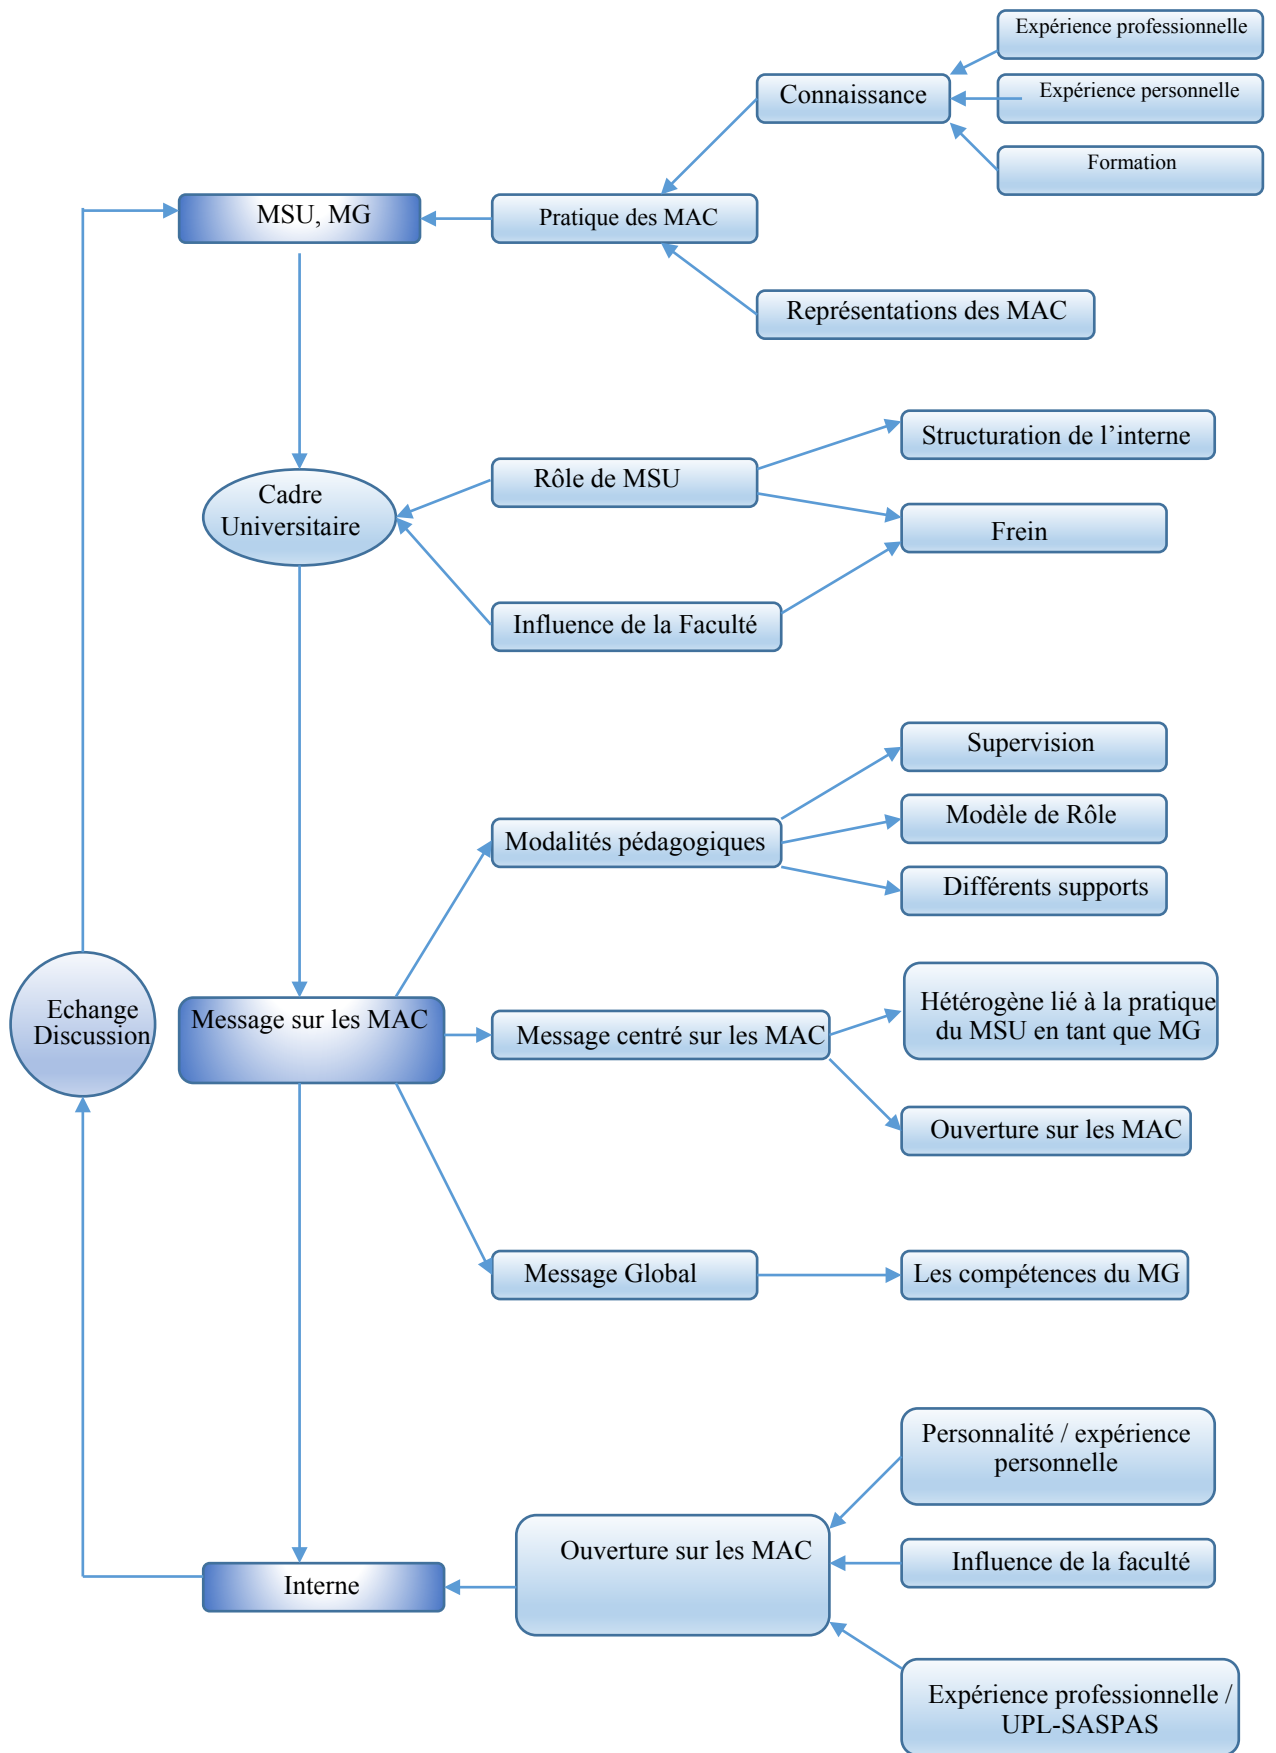 Expérience professionnelle
Connaissance
Expérience personnelle
Formation
MSU, MG
Pratique des MAC
Représentations des MAC
Structuration de l’interne
Rôle de MSU
Cadre
Universitaire
Frein
Influence de la Faculté
Supervision
Modèle de Rôle
Modalités pédagogiques
Différents supports
Echange
Discussion
Message sur les MAC
Message centré sur les MAC
Hétérogène lié à la pratique
du MSU en tant que MG
Ouverture sur les MAC
Message Global
Les compétences du MG
Personnalité / expérience
personnelle
Ouverture sur les MAC
Influence de la faculté
Interne
Expérience professionnelle /
UPL-SASPAS